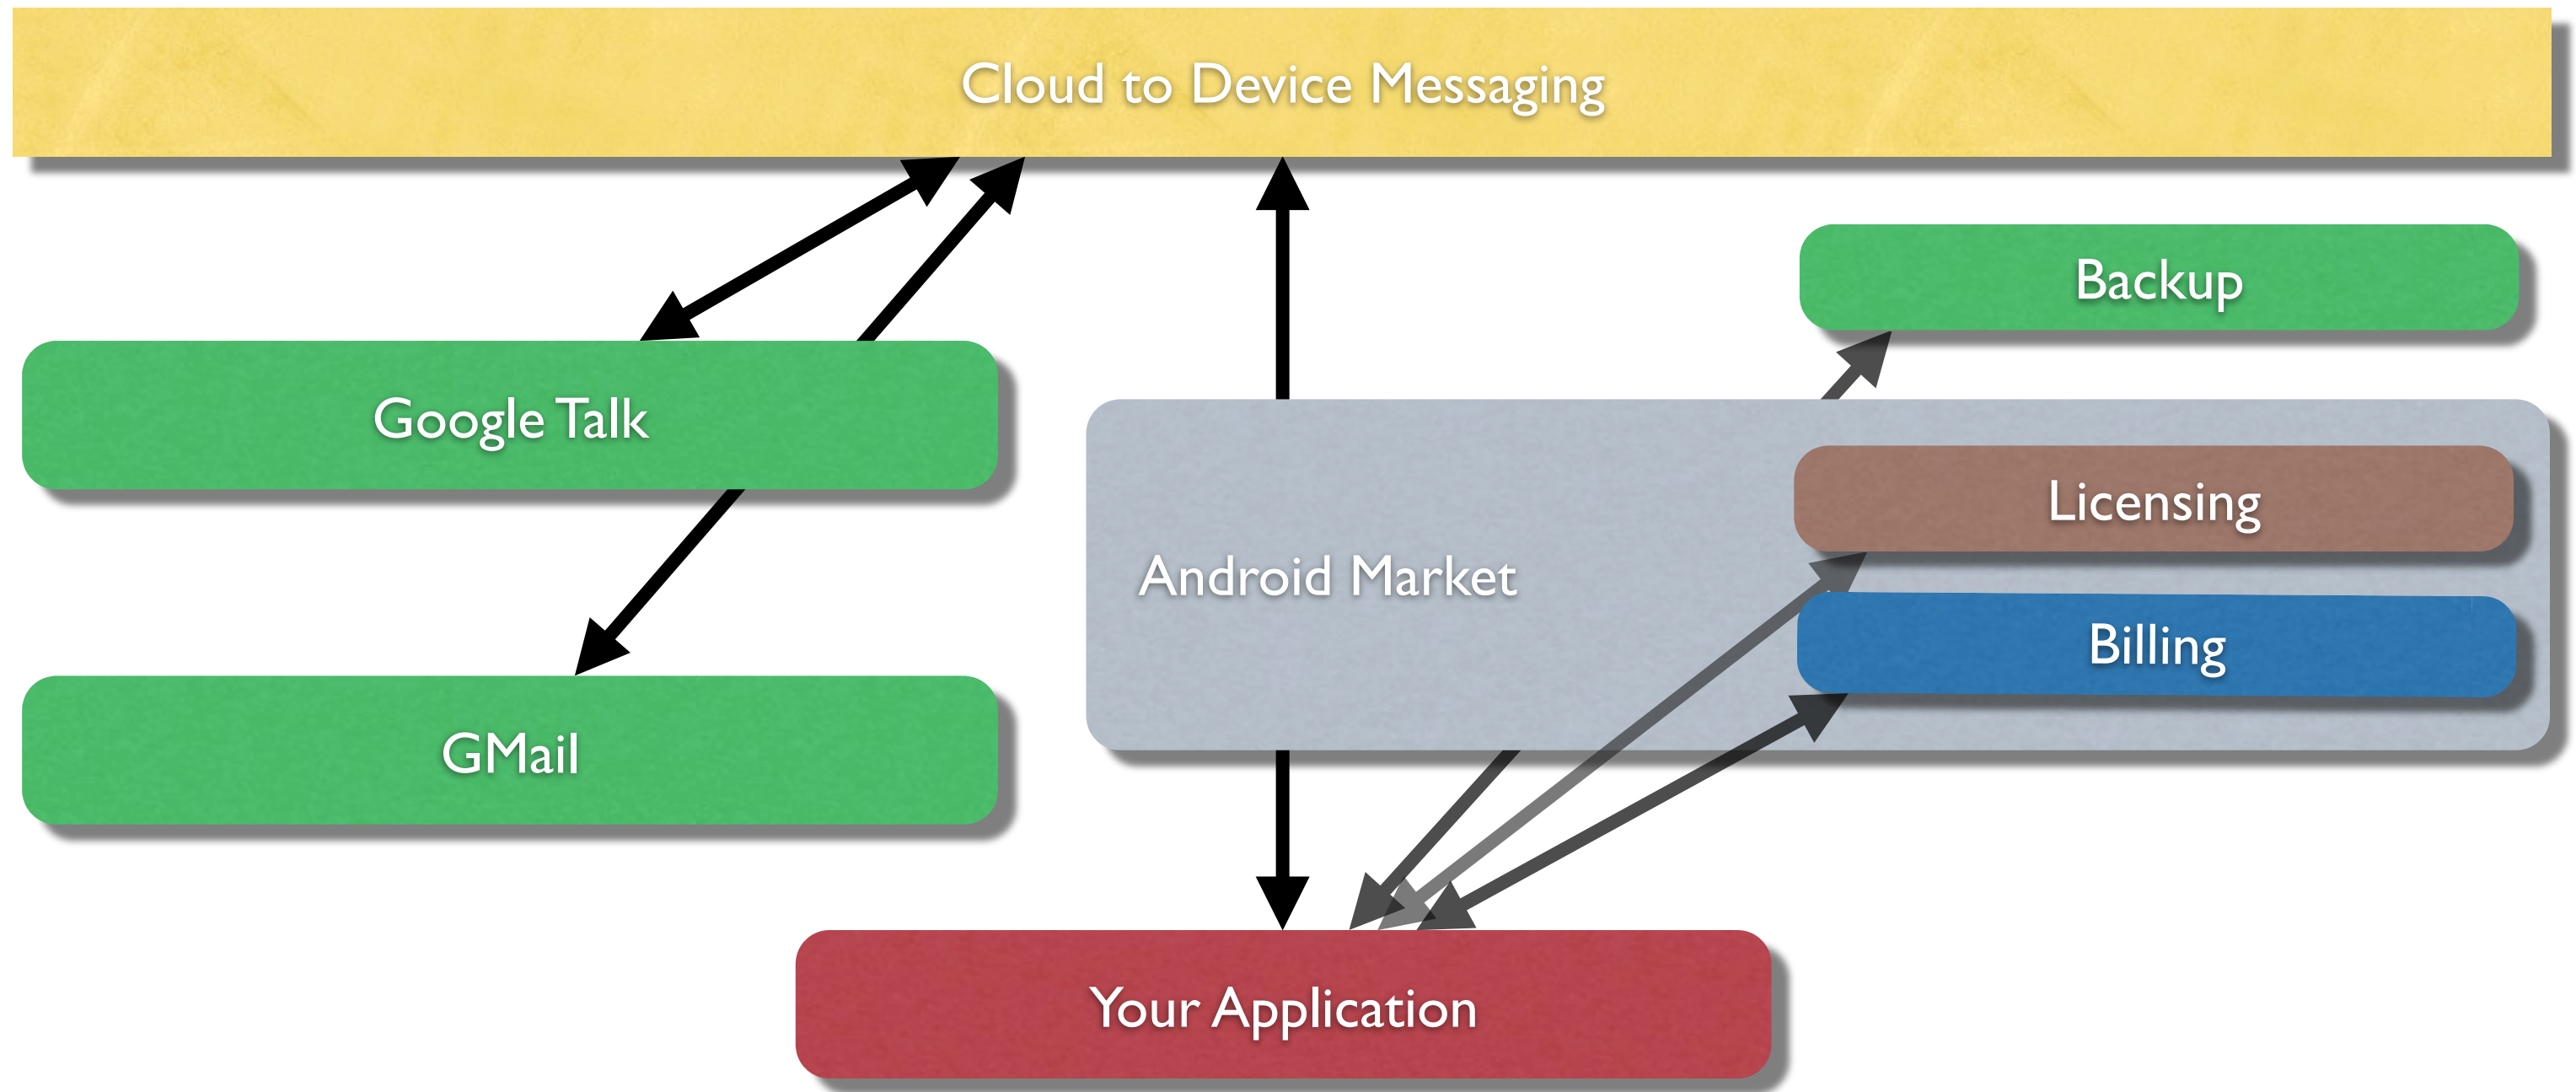 Cloud to Device Messaging
Backup
Google Talk
Licensing
Android Market
Billing
GMail
Your Application